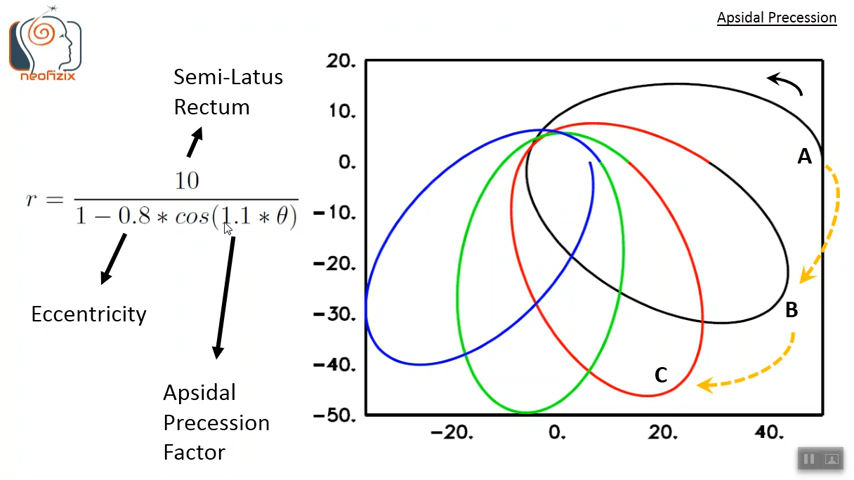 Apsidal Precession
neofizix
Semi-Latus
Rectum
r = 10 / 1 − 0.8 * cos(1.1 * θ)
Eccentricity
Apsidal
Precession
Factor
20.
10.
0.
−10.
−20.
−30.
−40.
−50.
−20. 0. 20. 40.
A
B
C